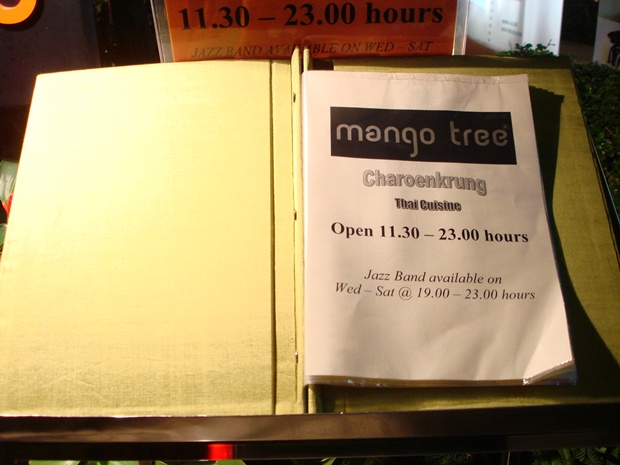 11.30 – 23.00 hours
JAZZ BAND AVAILABLE ON WED – SAT
mango tree
Charoenkrung
Thai Cuisine
Open 11.30 – 23.00 hours
Jazz Band available on
Wed – Sat @ 19.00 – 23.00 hours